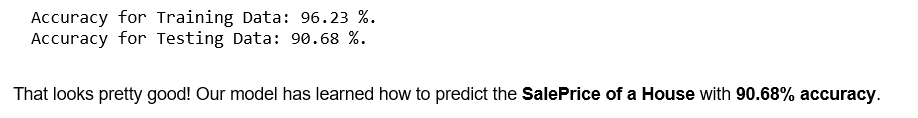 Accuracy for Training Data: 96.23 %.
Accuracy for Testing Data: 90.68 %.
That looks pretty good! Our model has learned how to predict the SalePrice of a House with 90.68% accuracy.